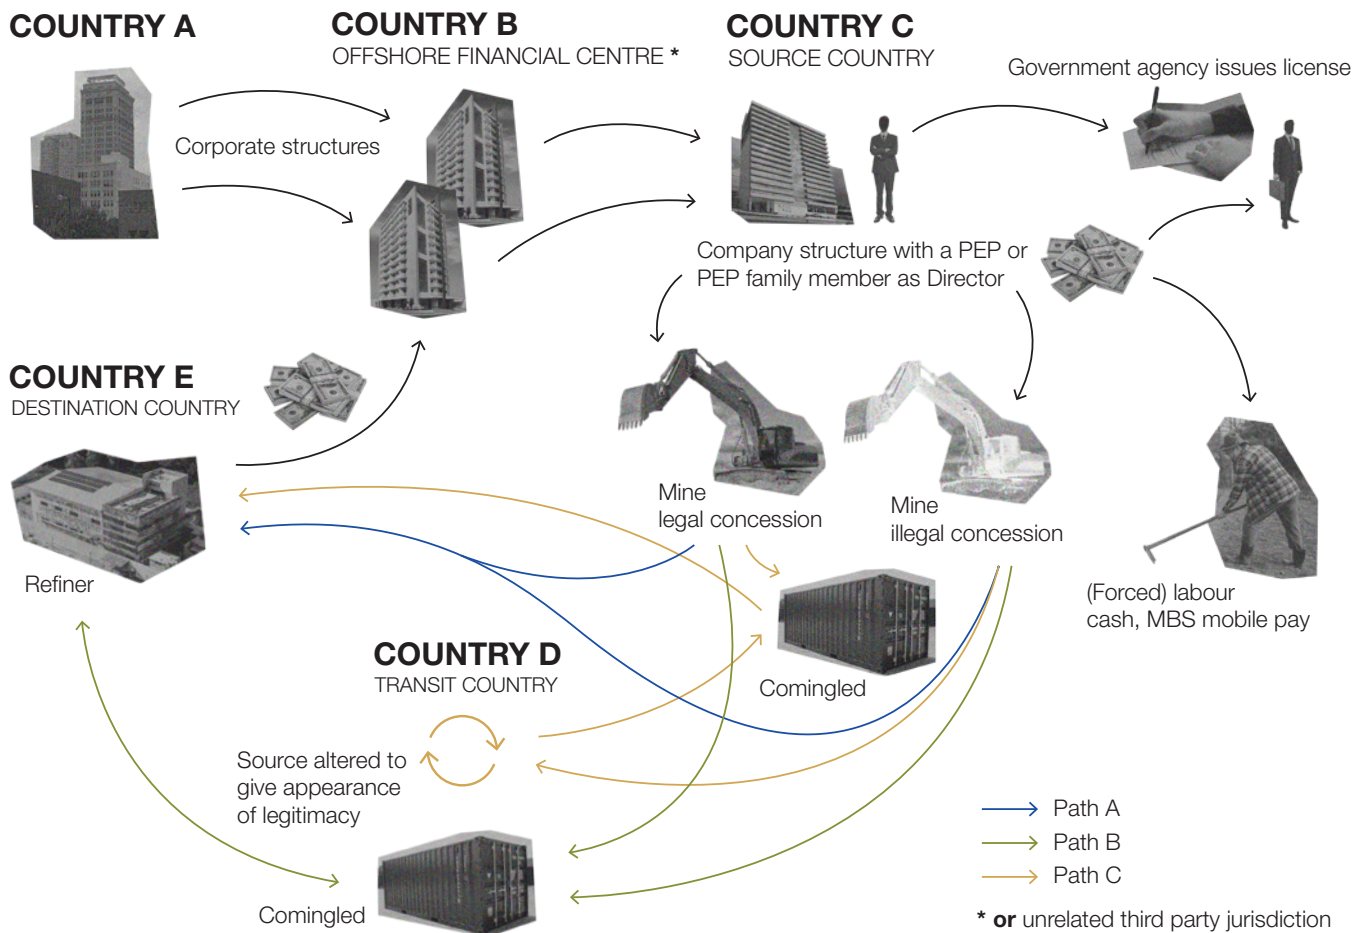 COUNTRY A
COUNTRY B
OFFSHORE FINANCIAL CENTRE *
COUNTRY C
SOURCE COUNTRY
Government agency issues license
Corporate structures
Company structure with a PEP or
PEP family member as Director
COUNTRY E
DESTINATION COUNTRY
Refiner
Mine
legal concession
Mine
illegal concession
(Forced) labour
cash, MBS mobile pay
Comingled
COUNTRY D
TRANSIT COUNTRY
Source altered to
give appearance
of legitimacy
Comingled
Path A
Path B
Path C
* or unrelated third party jurisdiction